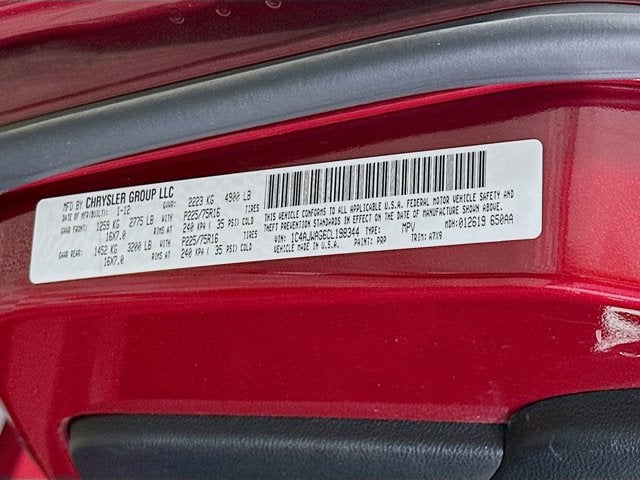 MFD BY CHRYSLER GROUP LLC
DATE OF MFR(BUILT): 1-12 GVWR: 2223 KG 4900 LB
GAWR FRONT: 1259 KG 2775 LB WITH P225/75R16 TIRES
16X7.0 RIMS AT 240 KPA ( 35 PSI) COLD
GAWR REAR: 1452 KG 3200 LB WITH P225/75R16 TIRES
16X7.0 RIMS AT 240 KPA ( 35 PSI) COLD
THIS VEHICLE CONFORMS TO ALL APPLICABLE U.S.A. FEDERAL MOTOR VEHICLE SAFETY AND
THEFT PREVENTION STANDARDS IN EFFECT ON THE DATE OF MANUFACTURE SHOWN ABOVE.
VIN: 1C4AJWAG6CL198344 TYPE: MPV MDH: 012619 650AA
VEHICLE MADE IN U.S.A. PAINT: PRP TRIM: A7X9